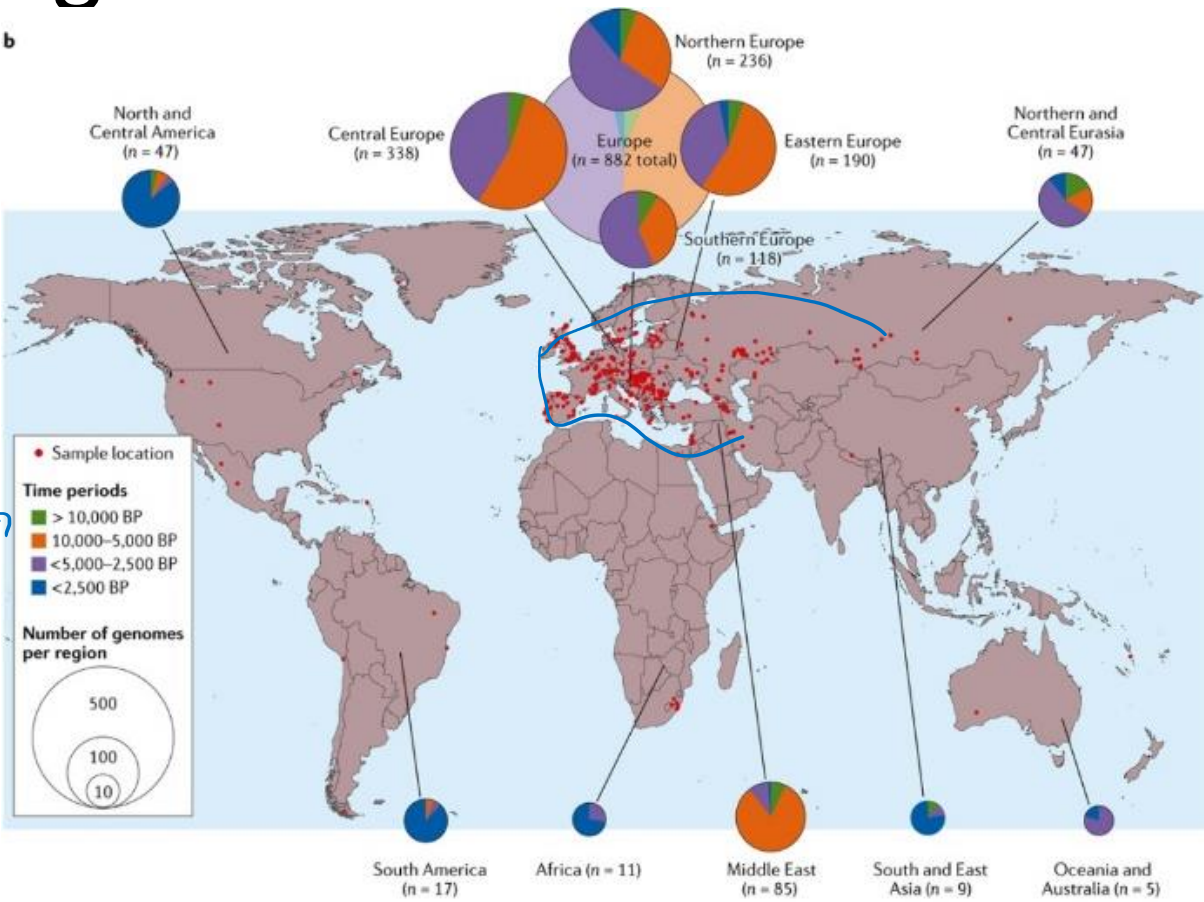 b
Northern Europe
(n = 236)
North and
Central America
(n = 47)
Central Europe
(n = 338)
Europe
(n = 882 total)
Eastern Europe
(n = 190)
Northern and
Central Eurasia
(n = 47)
Southern Europe
(n = 118)
Sample location
Time periods
> 10,000 BP
10,000–5,000 BP
<5,000–2,500 BP
<2,500 BP
Number of genomes
per region
500
100
10
South America
(n = 17)
Africa (n = 11)
Middle East
(n = 85)
South and East
Asia (n = 9)
Oceania and
Australia (n = 5)